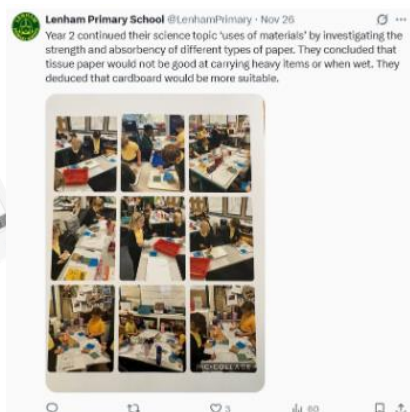 Lenham Primary School @LenhamPrimary · Nov 26
Year 2 continued their science topic ‘uses of materials’ by investigating the
strength and absorbency of different types of paper. They concluded that
tissue paper would not be good at carrying heavy items or when wet. They
deduced that cardboard would be more suitable.
PIC•COLLAGE
3
60